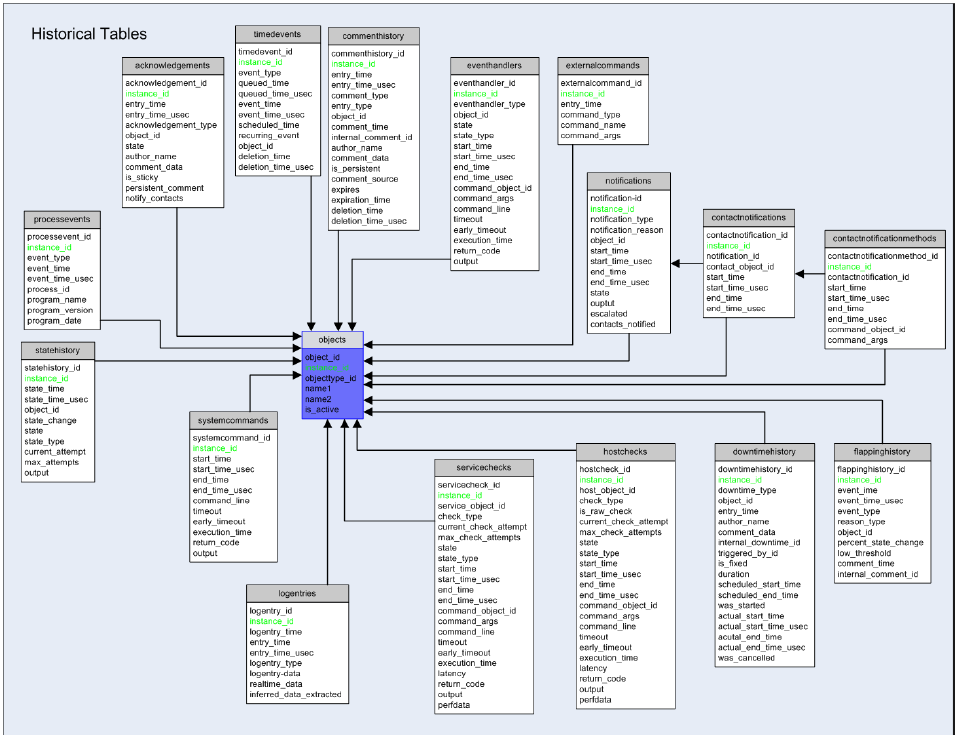 Historical Tables
acknowledgements
acknowledgement_id
instance_id
entry_time
entry_time_usec
acknowledgement_type
object_id
state
author_name
comment_data
is_sticky
persistent_comment
notify_contacts
timedevents
timedevent_id
instance_id
event_type
queued_time
queued_time_usec
event_time
event_time_usec
scheduled_time
recurring_event
object_id
deletion_time
deletion_time_usec
commenthistory
commenthistory_id
instance_id
entry_time
entry_time_usec
comment_type
entry_type
object_id
comment_time
internal_comment_id
author_name
comment_data
is_persistent
comment_source
expires
expiration_time
deletion_time
deletion_time_usec
eventhandlers
eventhandler_id
instance_id
eventhandler_type
object_id
state
state_type
start_time
start_time_usec
end_time
end_time_usec
command_object_id
command_args
command_line
timeout
early_timeout
execution_time
return_code
output
externalcommands
externalcommand_id
instance_id
entry_time
command_type
command_name
command_args
notifications
notification-id
instance_id
notification_type
notification_reason
object_id
start_time
start_time_usec
end_time
end_time_usec
state
ouptut
escalated
contacts_notified
contactnotifications
contactnotification_id
instance_id
notification_id
contact_object_id
start_time
start_time_usec
end_time
end_time_usec
contactnotificationmethods
contactnotificationmethod_id
instance_id
contactnotification_id
start_time
start_time_usec
end_time
end_time_usec
command_object_id
command_args
processevents
processevent_id
instance_id
event_type
event_time
event_time_usec
process_id
program_name
program_version
program_date
objects
object_id
instance_id
objecttype_id
name1
name2
is_active
statehistory
statehistory_id
instance_id
state_time
state_time_usec
object_id
state_change
state
state_type
current_attempt
max_attempts
output
systemcommands
systemcommand_id
instance_id
start_time
start_time_usec
end_time
end_time_usec
command_line
timeout
early_timeout
execution_time
return_code
output
logentries
logentry_id
instance_id
logentry_time
entry_time
entry_time_usec
logentry_type
logentry-data
realtime_data
inferred_data_extracted
servicechecks
servicecheck_id
instance_id
service_object_id
check_type
current_check_attempt
max_check_attempts
state
state_type
start_time
start_time_usec
end_time
end_time_usec
command_object_id
command_args
command_line
timeout
early_timeout
execution_time
latency
return_code
output
perfdata
hostchecks
hostcheck_id
instance_id
host_object_id
check_type
is_raw_check
current_check_attempt
max_check_attempts
state
state_type
start_time
start_time_usec
end_time
end_time_usec
command_object_id
command_args
command_line
timeout
early_timeout
execution_time
latency
return_code
output
perfdata
downtimehistory
downtimehistory_id
instance_id
downtime_type
object_id
entry_time
author_name
comment_data
internal_downtime_id
triggered_by_id
is_fixed
duration
scheduled_start_time
scheduled_end_time
was_started
actual_start_time
actual_start_time_usec
acutal_end_time
actual_end_time_usec
was_cancelled
flappinghistory
flappinghistory_id
instance_id
event_ime
event_time_usec
event_type
reason_type
object_id
percent_state_change
low_threshold
comment_time
internal_comment_id